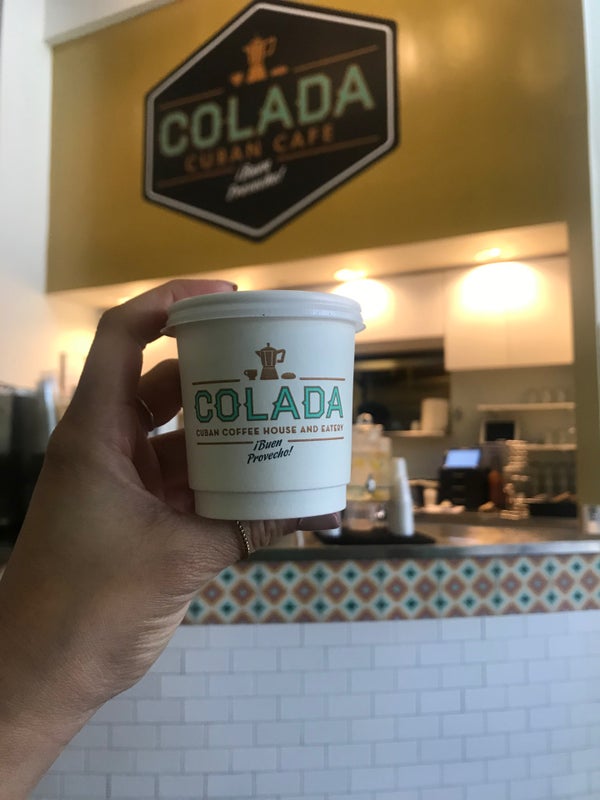 COLADA
CUBAN CAFE
¡Buen
Provecho!
COLADA
CUBAN COFFEE HOUSE AND EATERY
¡Buen
Provecho!